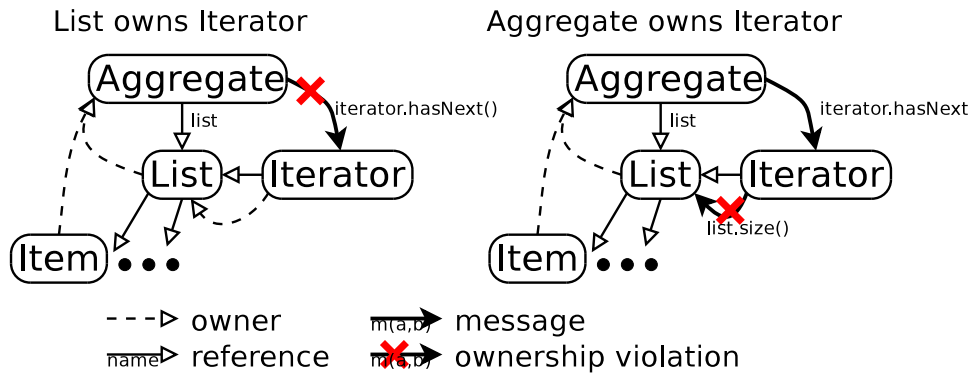 List owns Iterator
Aggregate owns Iterator
Aggregate
Aggregate
iterator.hasNext()
iterator.hasNext
list
list
List
Iterator
List
Iterator
list.size()
Item
Item
owner
m(a,b)
message
name
reference
m(a,b)
ownership violation